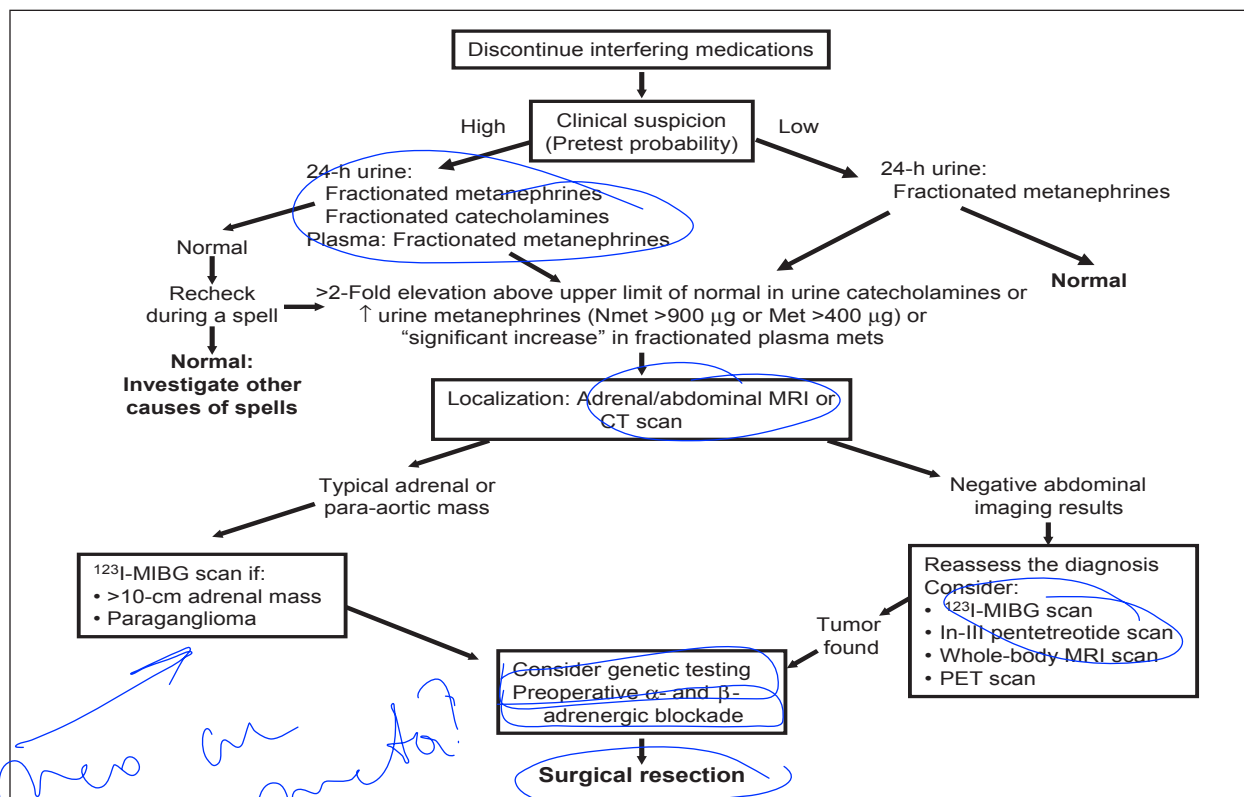 Discontinue interfering medications
Clinical suspicion
(Pretest probability)
High
Low
24-h urine:
Fractionated metanephrines
Fractionated catecholamines
Plasma: Fractionated metanephrines
24-h urine:
Fractionated metanephrines
Normal
Normal
Recheck
during a spell
>2-Fold elevation above upper limit of normal in urine catecholamines or
↑ urine metanephrines (Nmet >900 μg or Met >400 μg) or
“significant increase” in fractionated plasma mets
Normal:
Investigate other
causes of spells
Localization: Adrenal/abdominal MRI or
CT scan
Typical adrenal or
para-aortic mass
Negative abdominal
imaging results
¹²³I-MIBG scan if:
• >10-cm adrenal mass
• Paraganglioma
Reassess the diagnosis
Consider:
• ¹²³I-MIBG scan
• In-III pentetreotide scan
• Whole-body MRI scan
• PET scan
Tumor
found
Consider genetic testing
Preoperative α- and β-
adrenergic blockade
Surgical resection